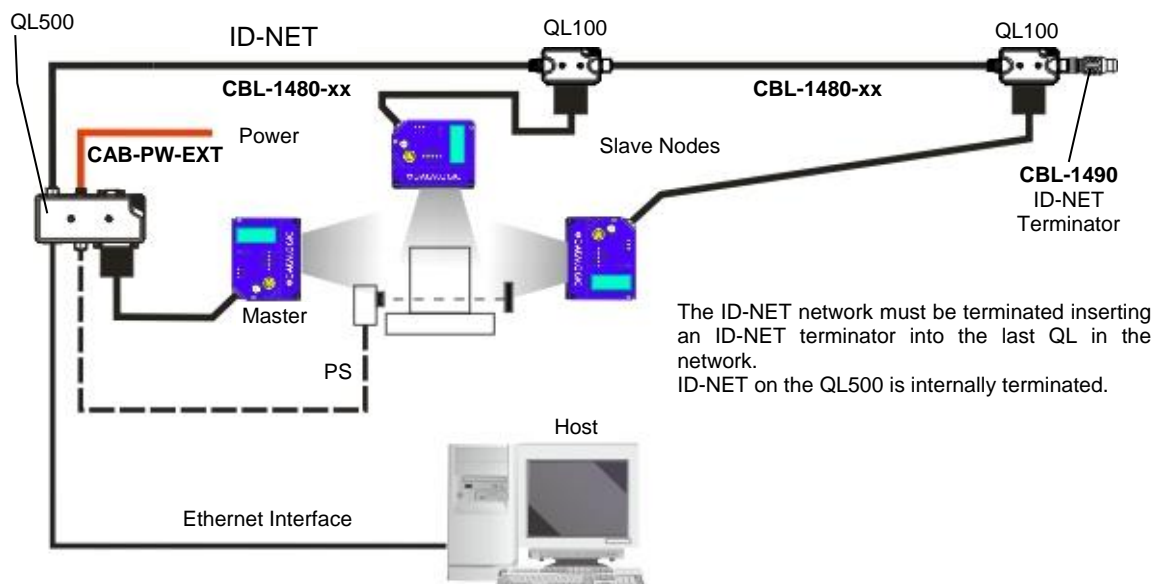 QL500
ID-NET
QL100
QL100
CBL-1480-xx
CBL-1480-xx
Power
CAB-PW-EXT
Slave Nodes
CBL-1490
ID-NET
Terminator
Master
PS
The ID-NET network must be terminated inserting
an ID-NET terminator into the last QL in the
network.
ID-NET on the QL500 is internally terminated.
Host
Ethernet Interface